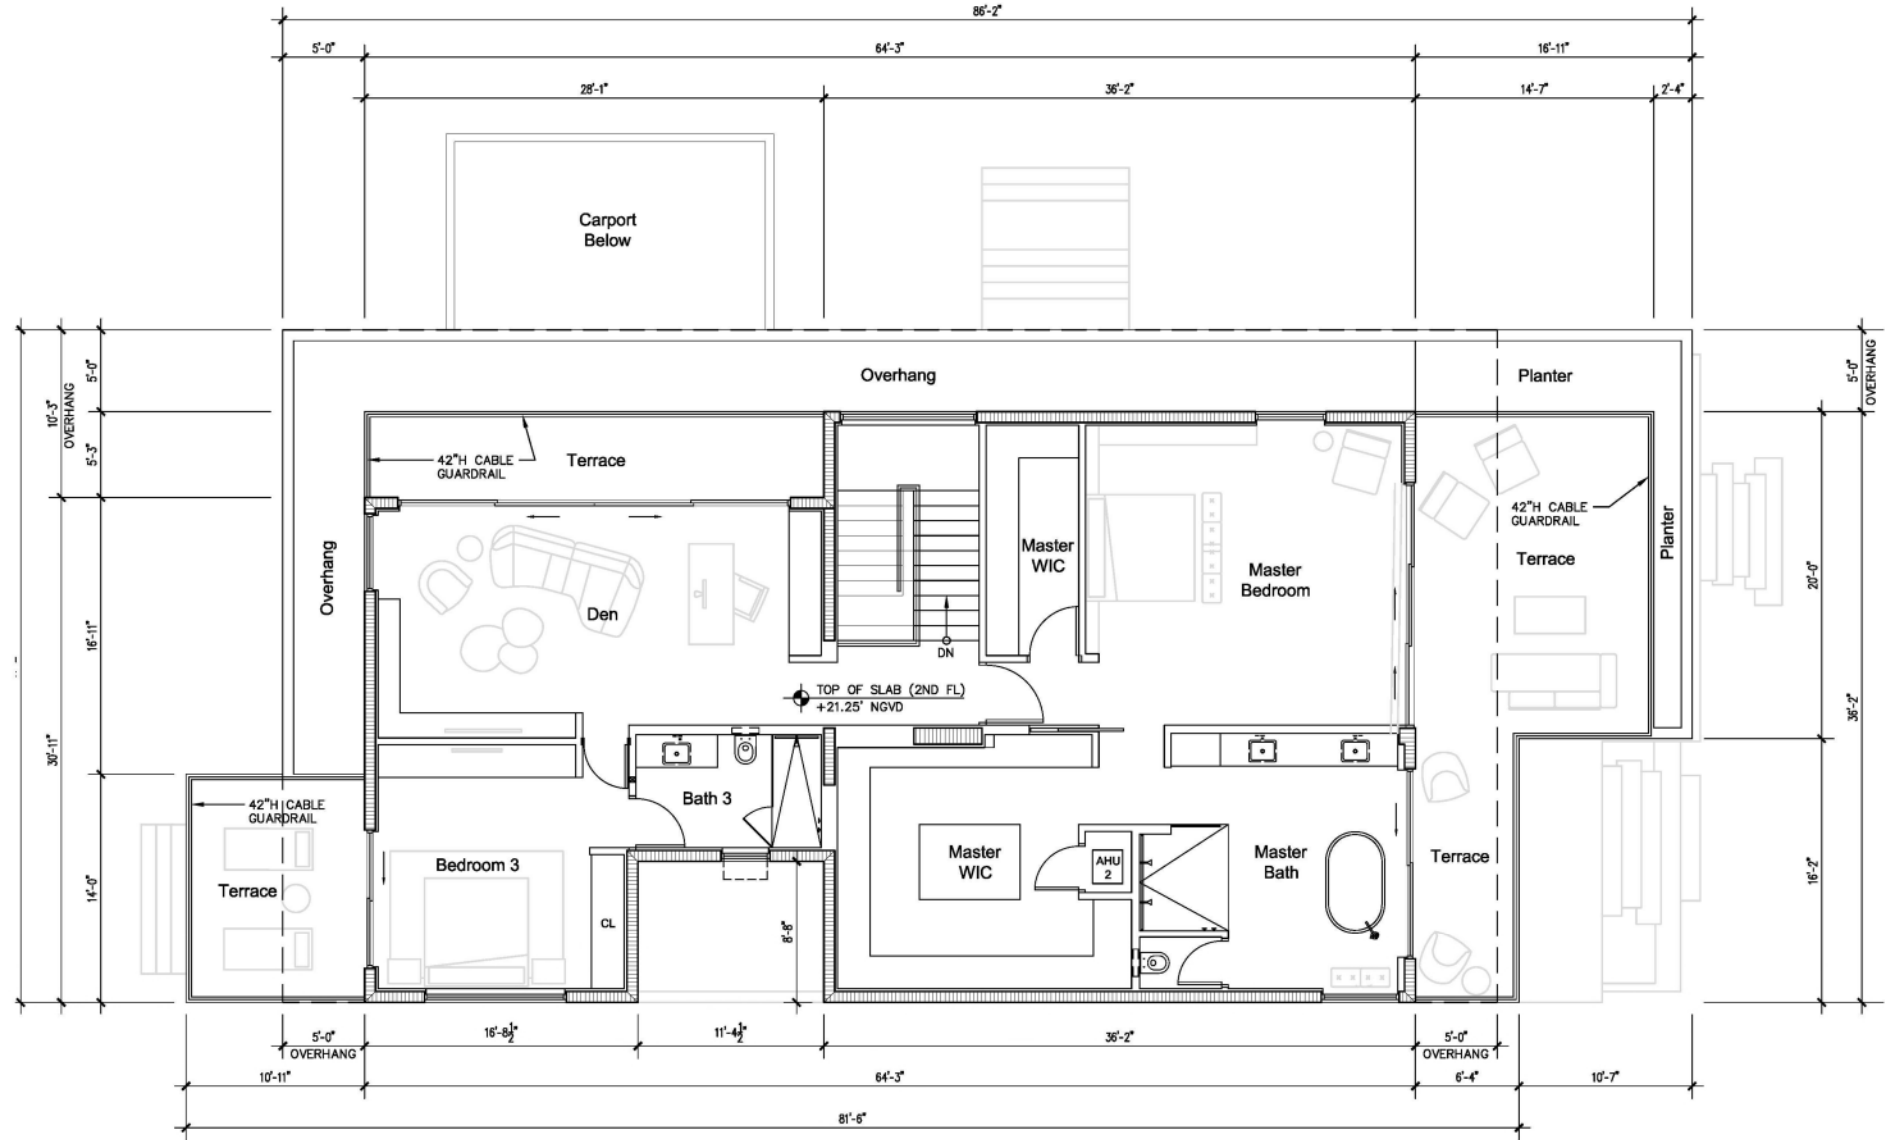 86'-2"
5'-0"
64'-3"
16'-11"
28'-1"
36'-2"
14'-7"
2'-4"
Carport
Below
Overhang
Planter
5'-0"
10'-3"
OVERHANG
5'-3"
5'-0"
OVERHANG
42"H CABLE
GUARDRAIL
Terrace
42"H CABLE
GUARDRAIL
Terrace
Planter
Overhang
Den
Master
WIC
Master
Bedroom
DN
16'-11"
20'-0"
TOP OF SLAB (2ND FL)
+21.25' NGVD
30'-11"
36'-2"
42"H CABLE
GUARDRAIL
Terrace
Bedroom 3
Bath 3
CL
8'-8"
Master
WIC
AHU
2
Master
Bath
Terrace
14'-0"
16'-2"
5'-0"
OVERHANG
16'-8½"
11'-4½"
36'-2"
5'-0"
OVERHANG
10'-11"
64'-3"
6'-4"
10'-7"
81'-6"